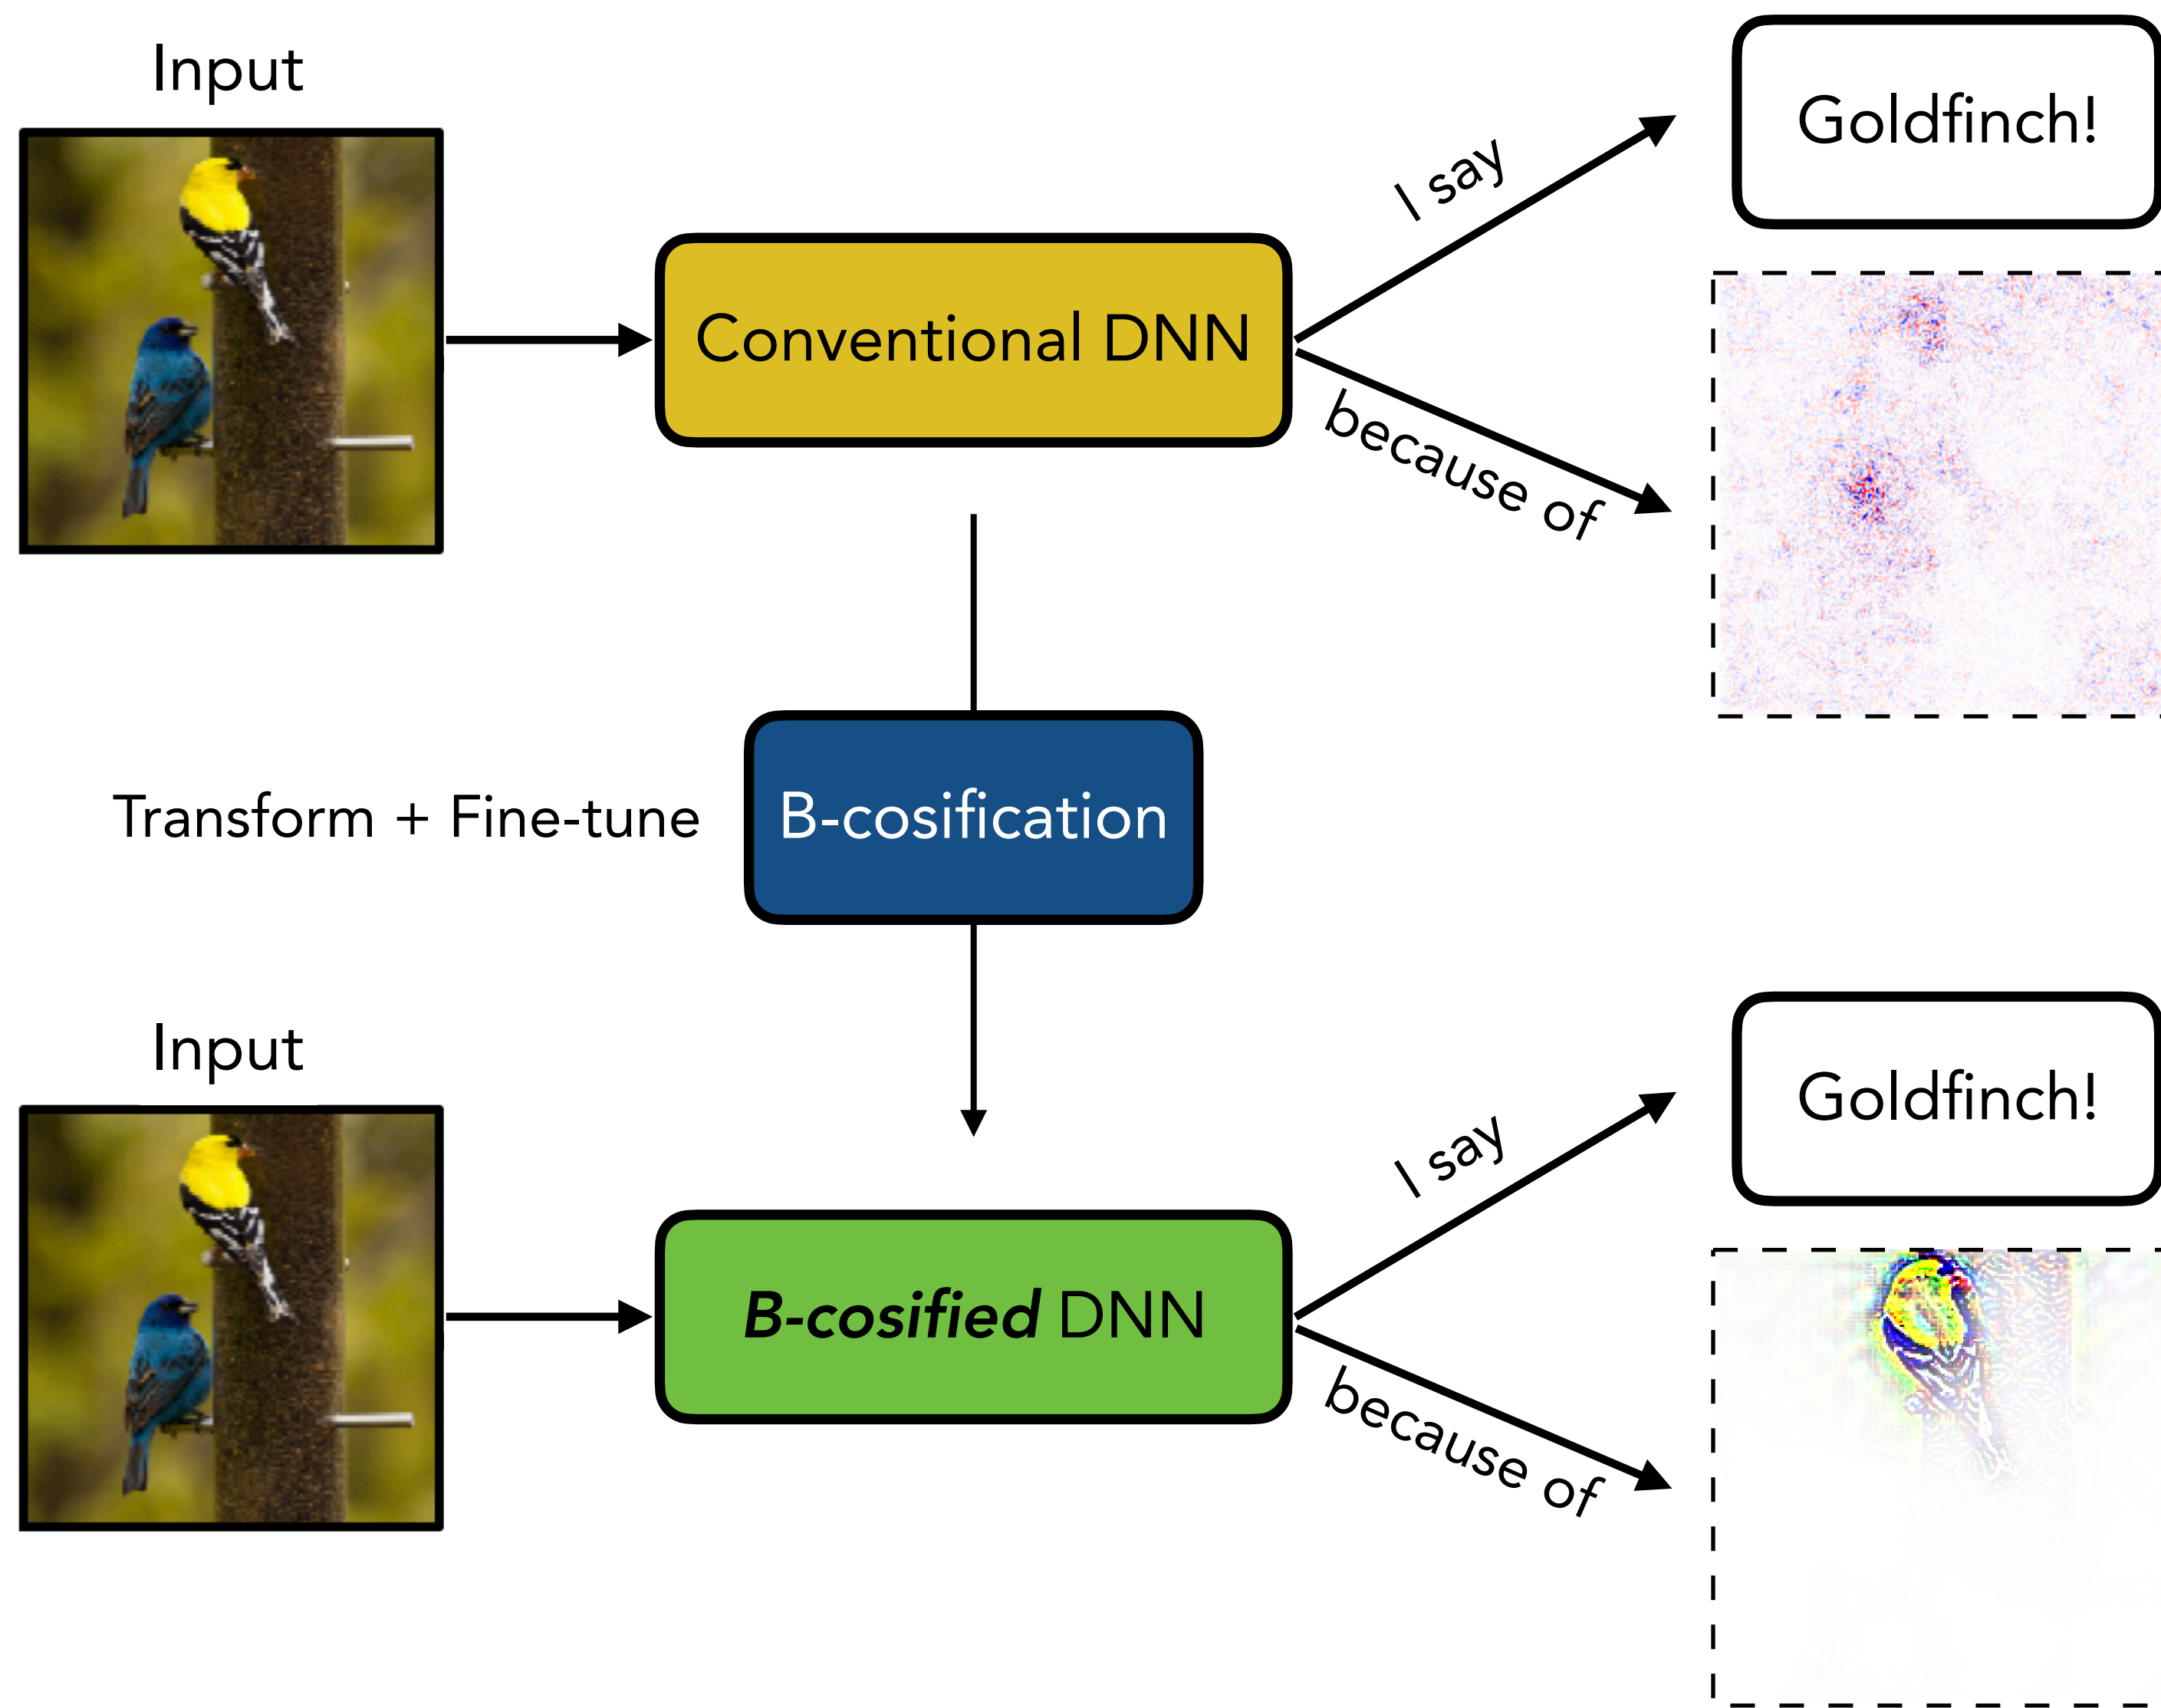 Input
Conventional DNN
I say
Goldfinch!
because of
Transform + Fine-tune
B-cosification
Input
B-cosified DNN
I say
Goldfinch!
because of